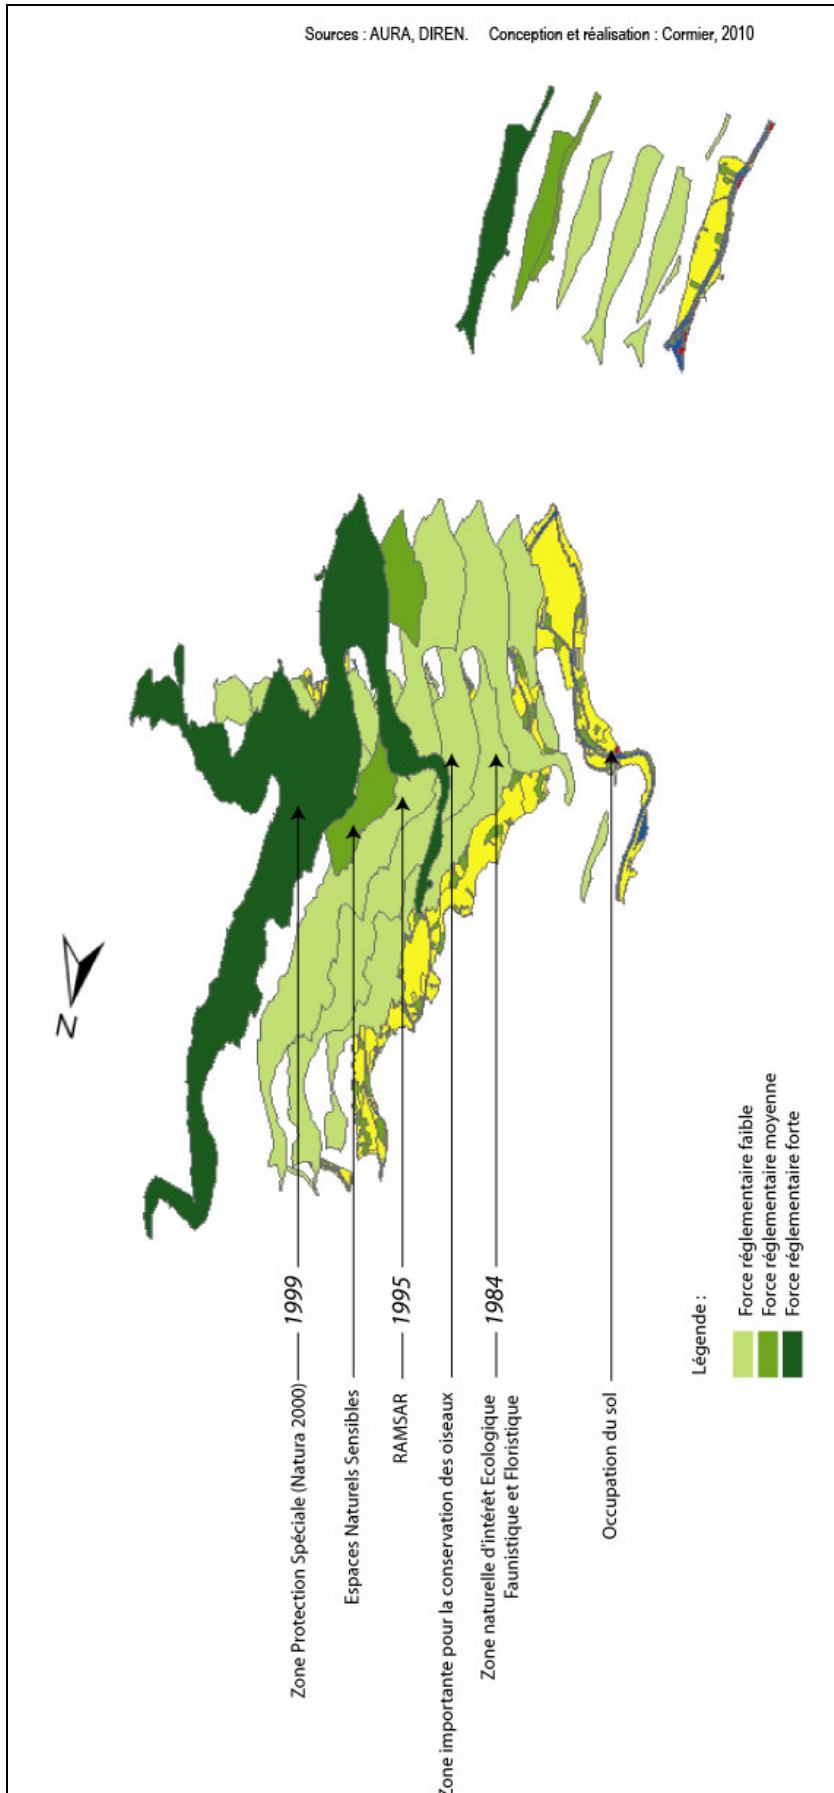 Sources : AURA, DIREN. Conception et réalisation : Cormier, 2010
N
Zone Protection Spéciale (Natura 2000) 1999
Espaces Naturels Sensibles
RAMSAR 1995
Zone importante pour la conservation des oiseaux
Zone naturelle d'intérêt Ecologique 1984
Faunistique et Floristique
Occupation du sol
Légende :
Force réglementaire faible
Force réglementaire moyenne
Force réglementaire forte